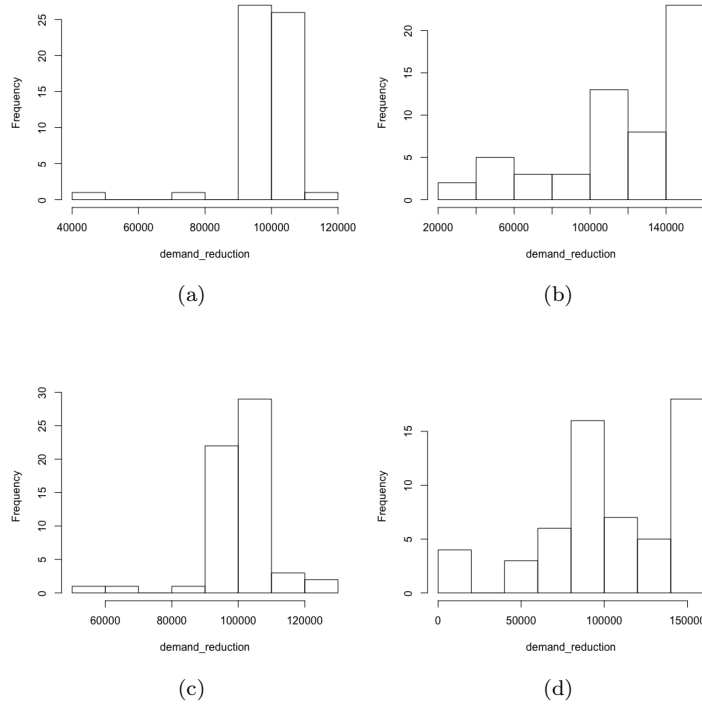 25
20
15
10
5
0
Frequency
40000 60000 80000 100000 120000
demand_reduction
(a)
20
15
10
5
0
Frequency
20000 60000 100000 140000
demand_reduction
(b)
30
25
20
15
10
5
0
Frequency
60000 80000 100000 120000
demand_reduction
(c)
15
10
5
0
Frequency
0 50000 100000 150000
demand_reduction
(d)